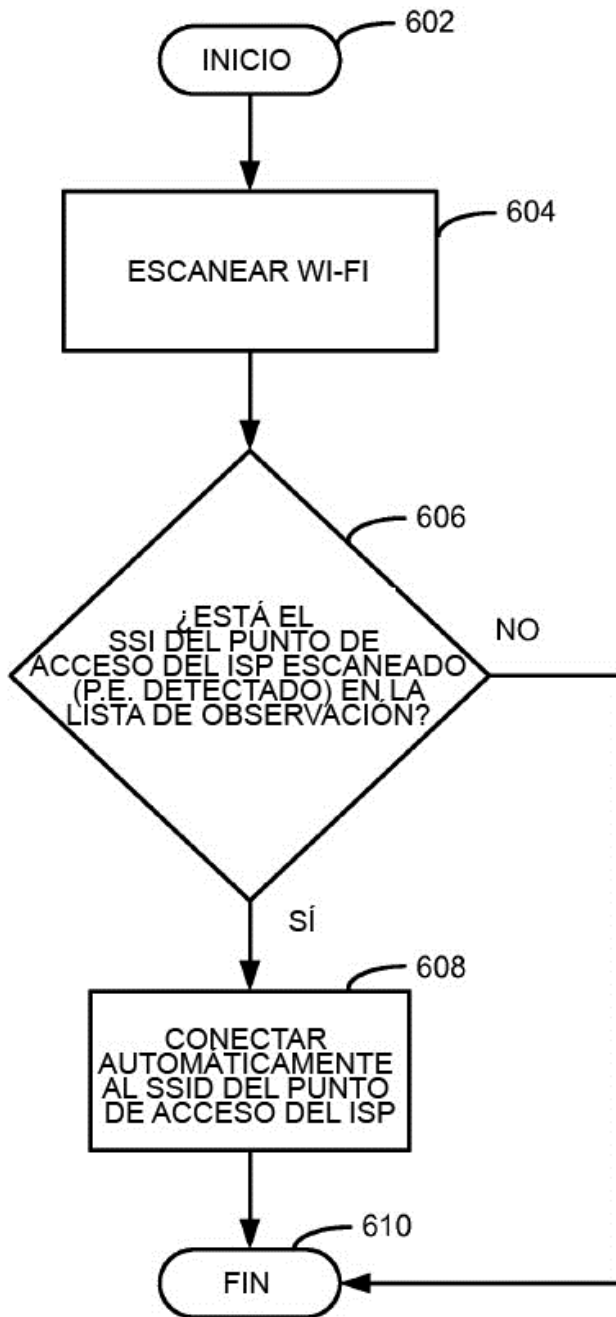 602
INICIO
604
ESCANEAR WI-FI
606
¿ESTÁ EL
SSI DEL PUNTO DE
ACCESO DEL ISP ESCANEADO
(P.E. DETECTADO) EN LA
LISTA DE OBSERVACIÓN?
NO
SÍ
608
CONECTAR
AUTOMÁTICAMENTE
AL SSID DEL PUNTO
DE ACCESO DEL ISP
610
FIN